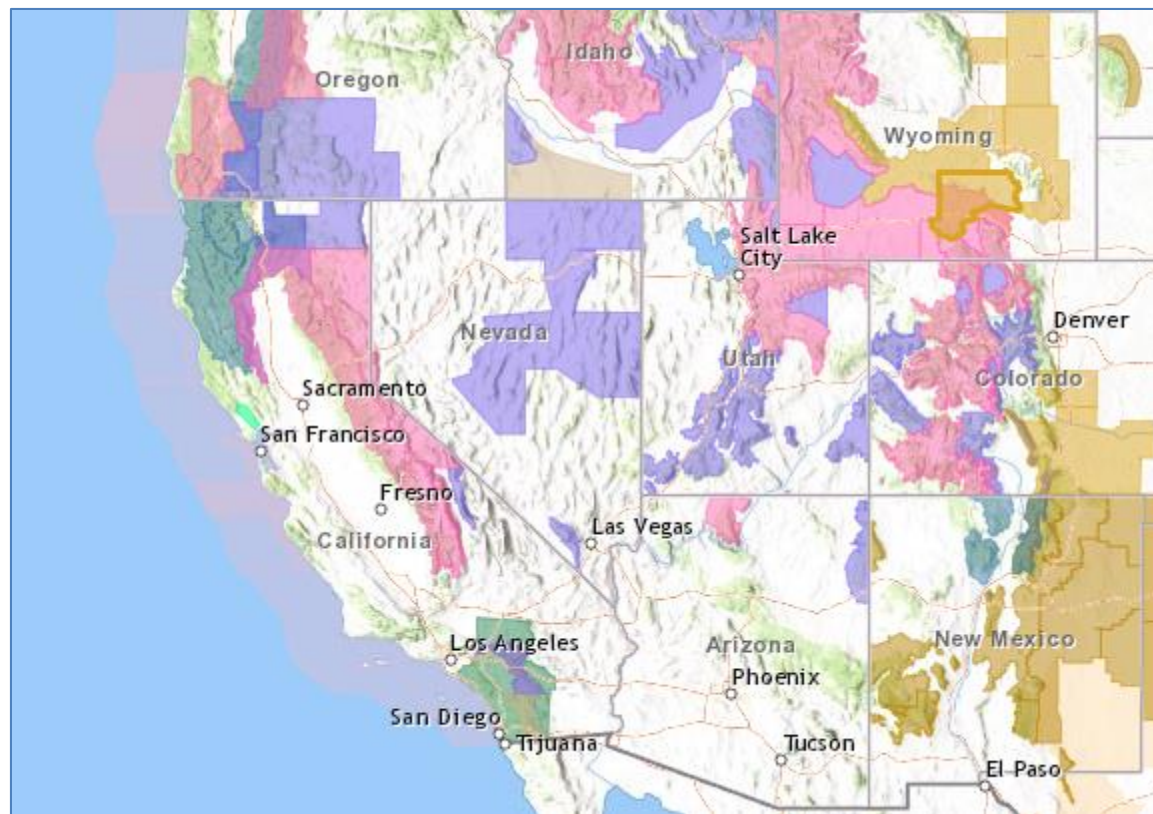 Idaho
Oregon
Wyoming
Salt Lake
City
Denver
Nevada
Utah
Colorado
Sacramento
San Francisco
Fresno
Las Vegas
California
Los Angeles
Arizona
New Mexico
Phoenix
San Diego
Tijuana
Tucson
El Paso